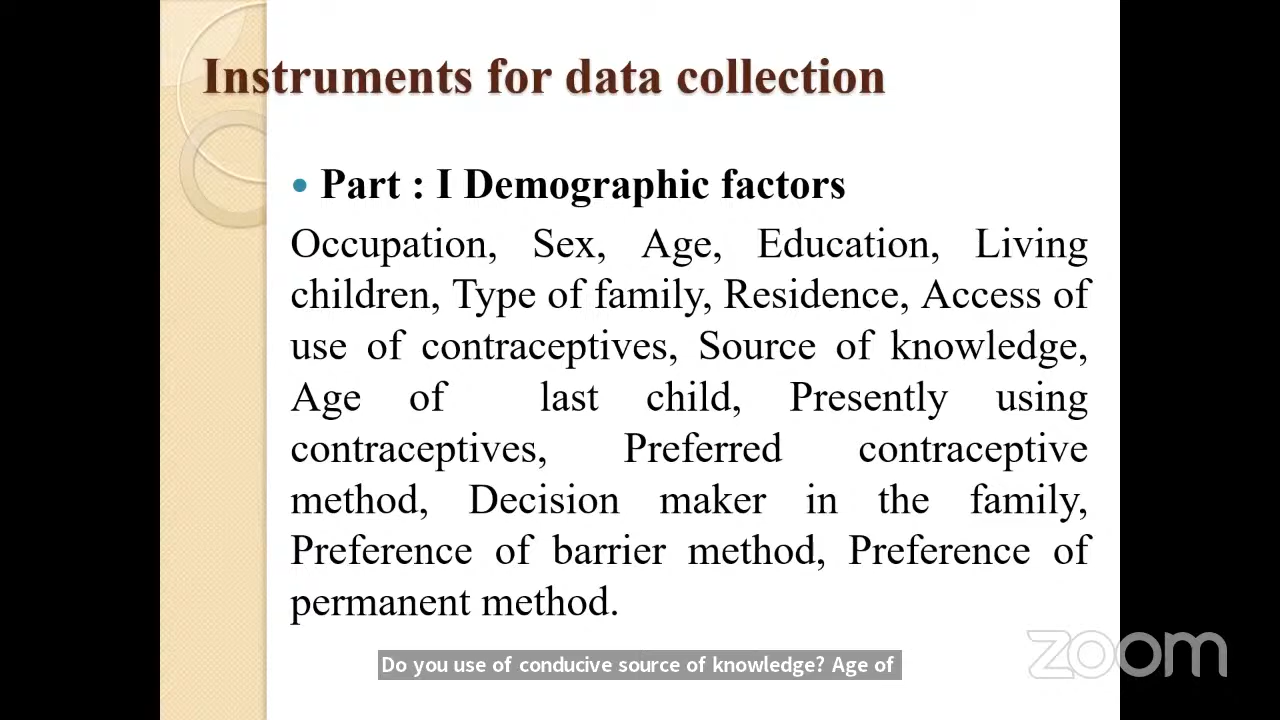 Instruments for data collection
• Part : I Demographic factors
Occupation, Sex, Age, Education, Living
children, Type of family, Residence, Access of
use of contraceptives, Source of knowledge,
Age of last child, Presently using
contraceptives, Preferred contraceptive
method, Decision maker in the family,
Preference of barrier method, Preference of
permanent method.
zoom
Do you use of conducive source of knowledge? Age of